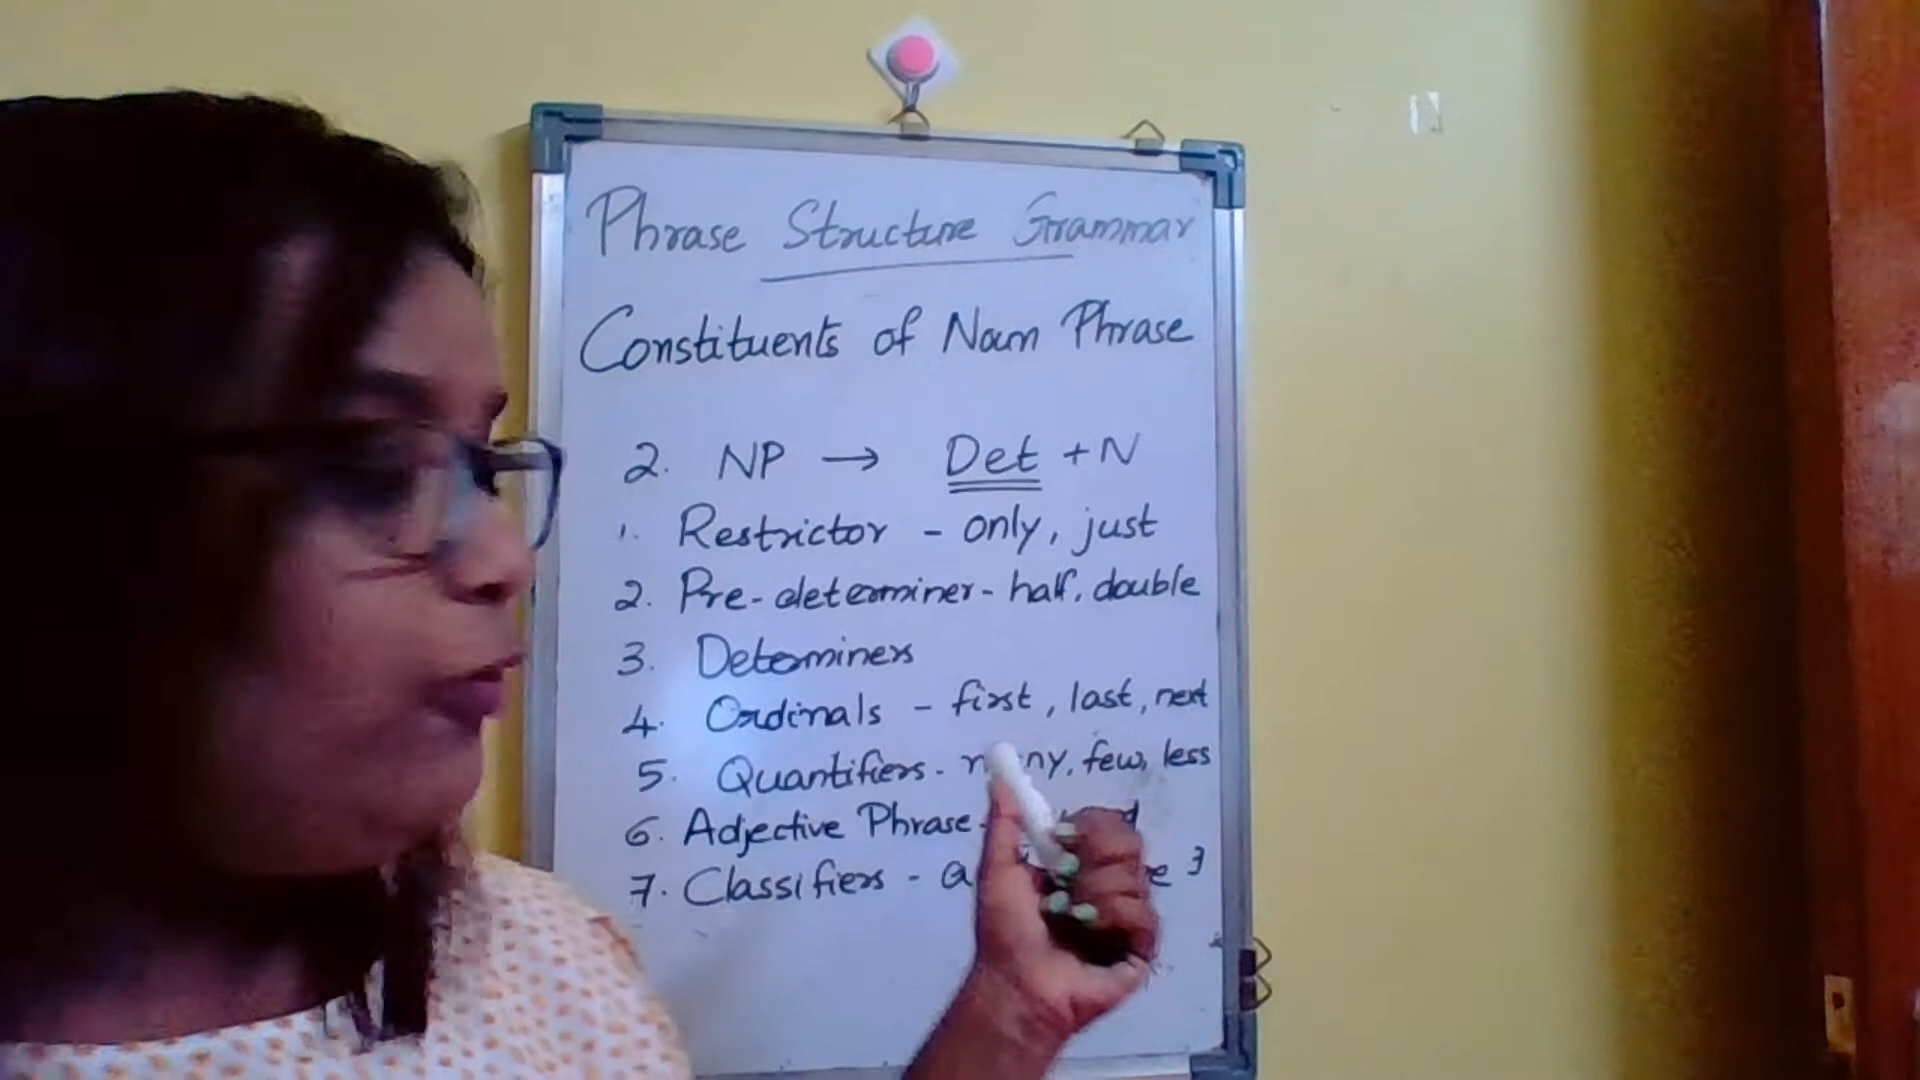 Phrase Structure Grammar
Constituents of Noun Phrase
2. NP → Det + N
1. Restrictor - only, just
2. Pre-determiner - half, double
3. Determiners
4. Ordinals - first, last, next
5. Quantifiers - many, few, less
6. Adjective Phrase -
7. Classifiers - a